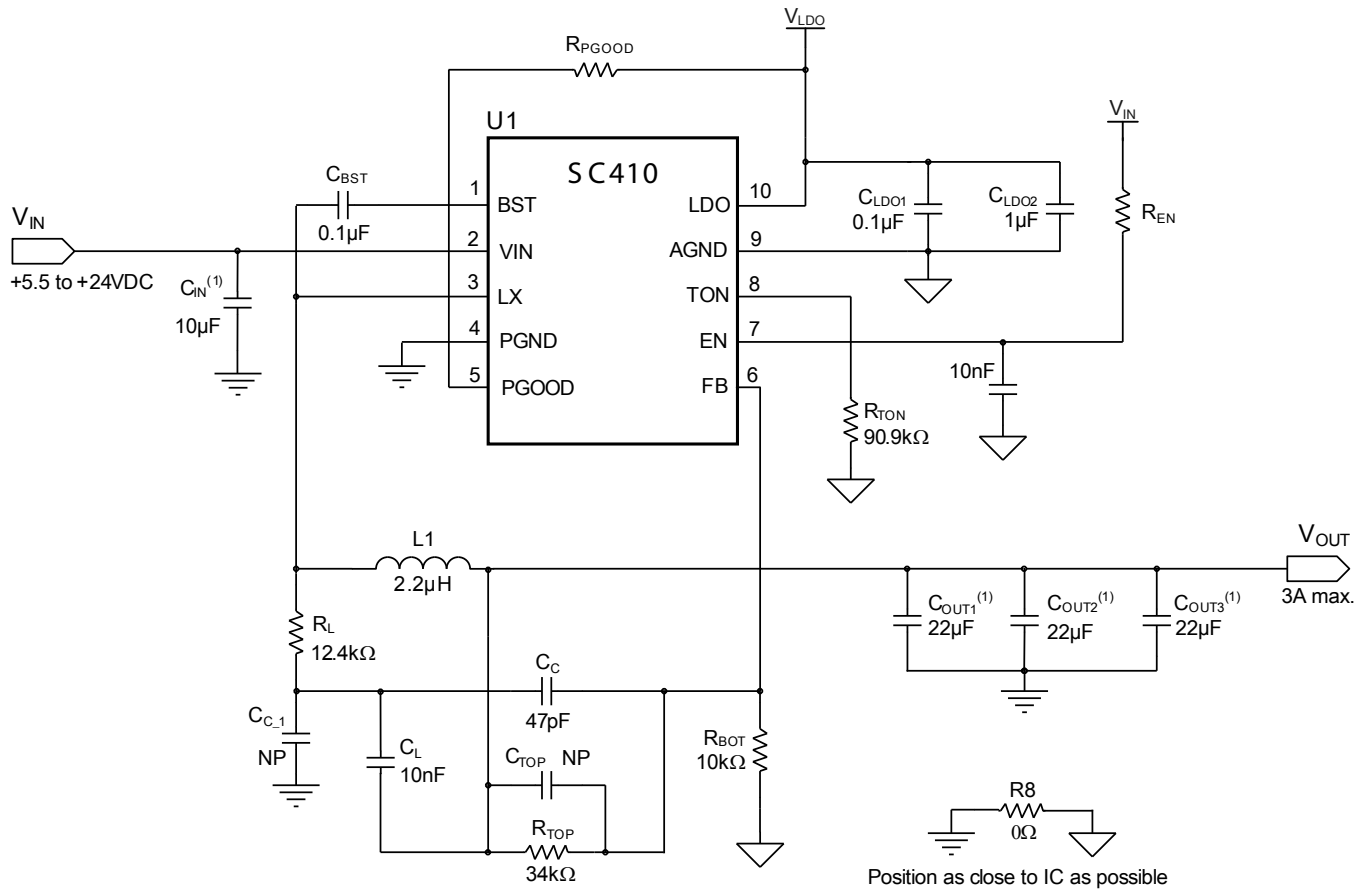 VLDO
RPGOOD
U1
VIN
SC410
CBST
0.1µF
1
BST
10
LDO
CLDO1
0.1µF
CLDO2
1µF
REN
VIN
+5.5 to +24VDC
2
VIN
9
AGND
CIN(1)
10µF
3
LX
8
TON
4
PGND
7
EN
5
PGOOD
6
FB
10nF
RTON
90.9kΩ
L1
2.2µH
VOUT
3A max.
COUT1(1)
22µF
COUT2(1)
22µF
COUT3(1)
22µF
RL
12.4kΩ
CC
47pF
CC_1
NP
CL
10nF
CTOP
NP
RBOT
10kΩ
RTOP
34kΩ
R8
0Ω
Position as close to IC as possible